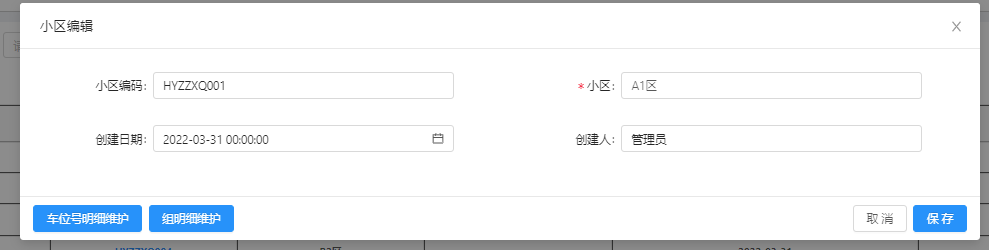 小区编辑
小区编码: HYZZXQ001
* 小区: A1区
创建日期: 2022-03-31 00:00:00
创建人: 管理员
车位号明细维护 组明细维护 取消 保存